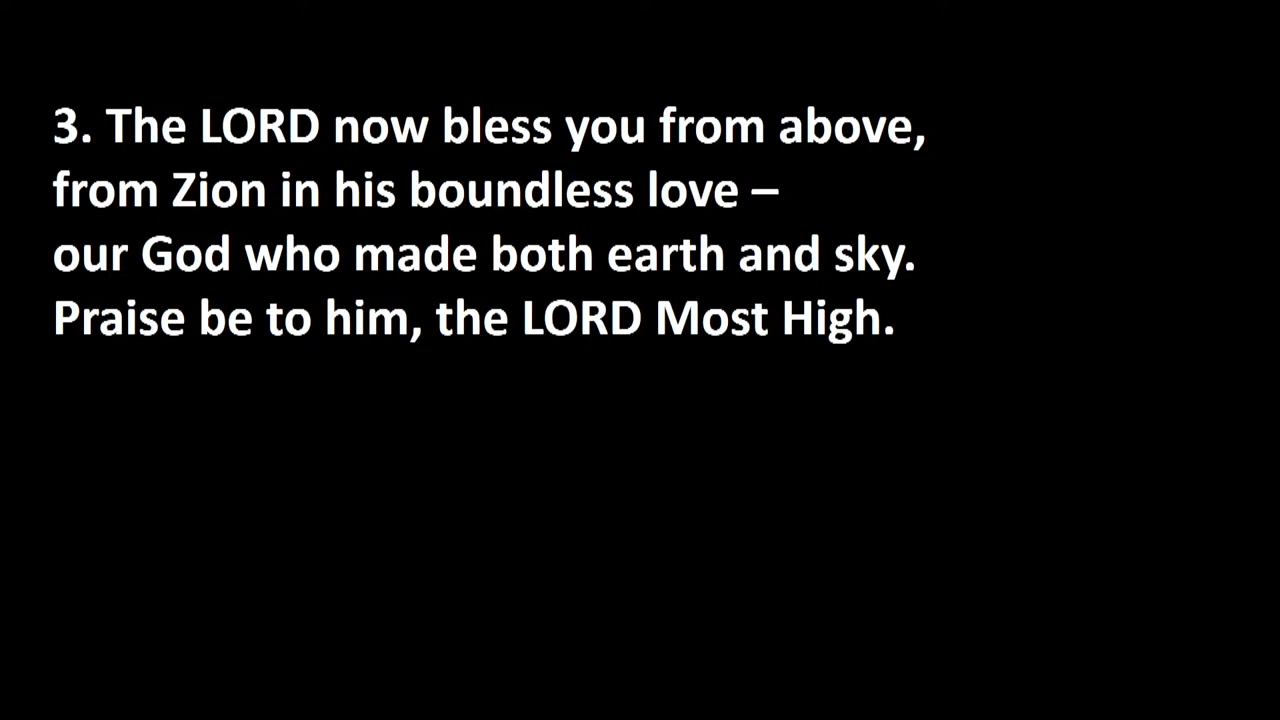 3. The LORD now bless you from above,
from Zion in his boundless love –
our God who made both earth and sky.
Praise be to him, the LORD Most High.